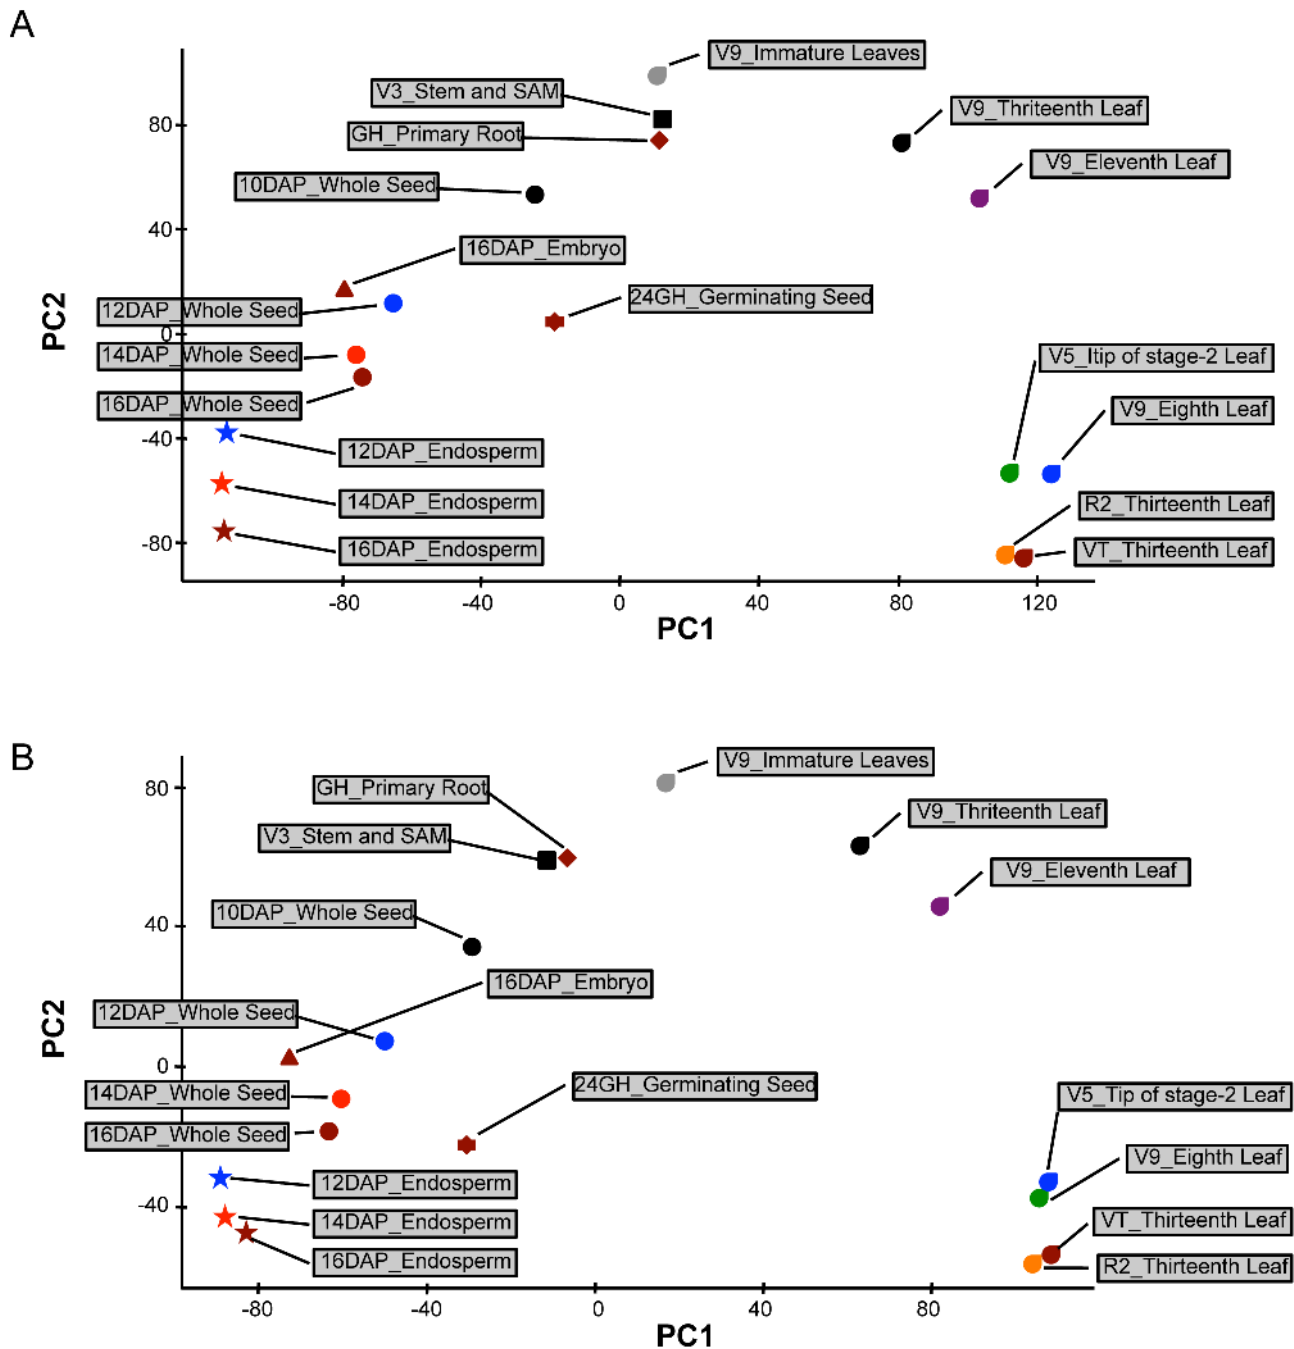 A
V9_Immature Leaves
V3_Stem and SAM
V9_Thriteenth Leaf
80
GH_Primary Root
V9_Eleventh Leaf
10DAP_Whole Seed
40
16DAP_Embryo
24GH_Germinating Seed
12DAP_Whole Seed
PC2
0
14DAP_Whole Seed
V5_Itip of stage-2 Leaf
16DAP_Whole Seed
V9_Eighth Leaf
-40
12DAP_Endosperm
14DAP_Endosperm
R2_Thirteenth Leaf
-80
16DAP_Endosperm
VT_Thirteenth Leaf
-80 -40 0 40 80 120
PC1
B
V9_Immature Leaves
80
GH_Primary Root
V9_Thriteenth Leaf
V3_Stem and SAM
V9_Eleventh Leaf
10DAP_Whole Seed
40
16DAP_Embryo
12DAP_Whole Seed
PC2
0
24GH_Germinating Seed
14DAP_Whole Seed
V5_Tip of stage-2 Leaf
16DAP_Whole Seed
V9_Eighth Leaf
12DAP_Endosperm
-40
14DAP_Endosperm
VT_Thirteenth Leaf
16DAP_Endosperm
R2_Thirteenth Leaf
-80 -40 0 40 80
PC1